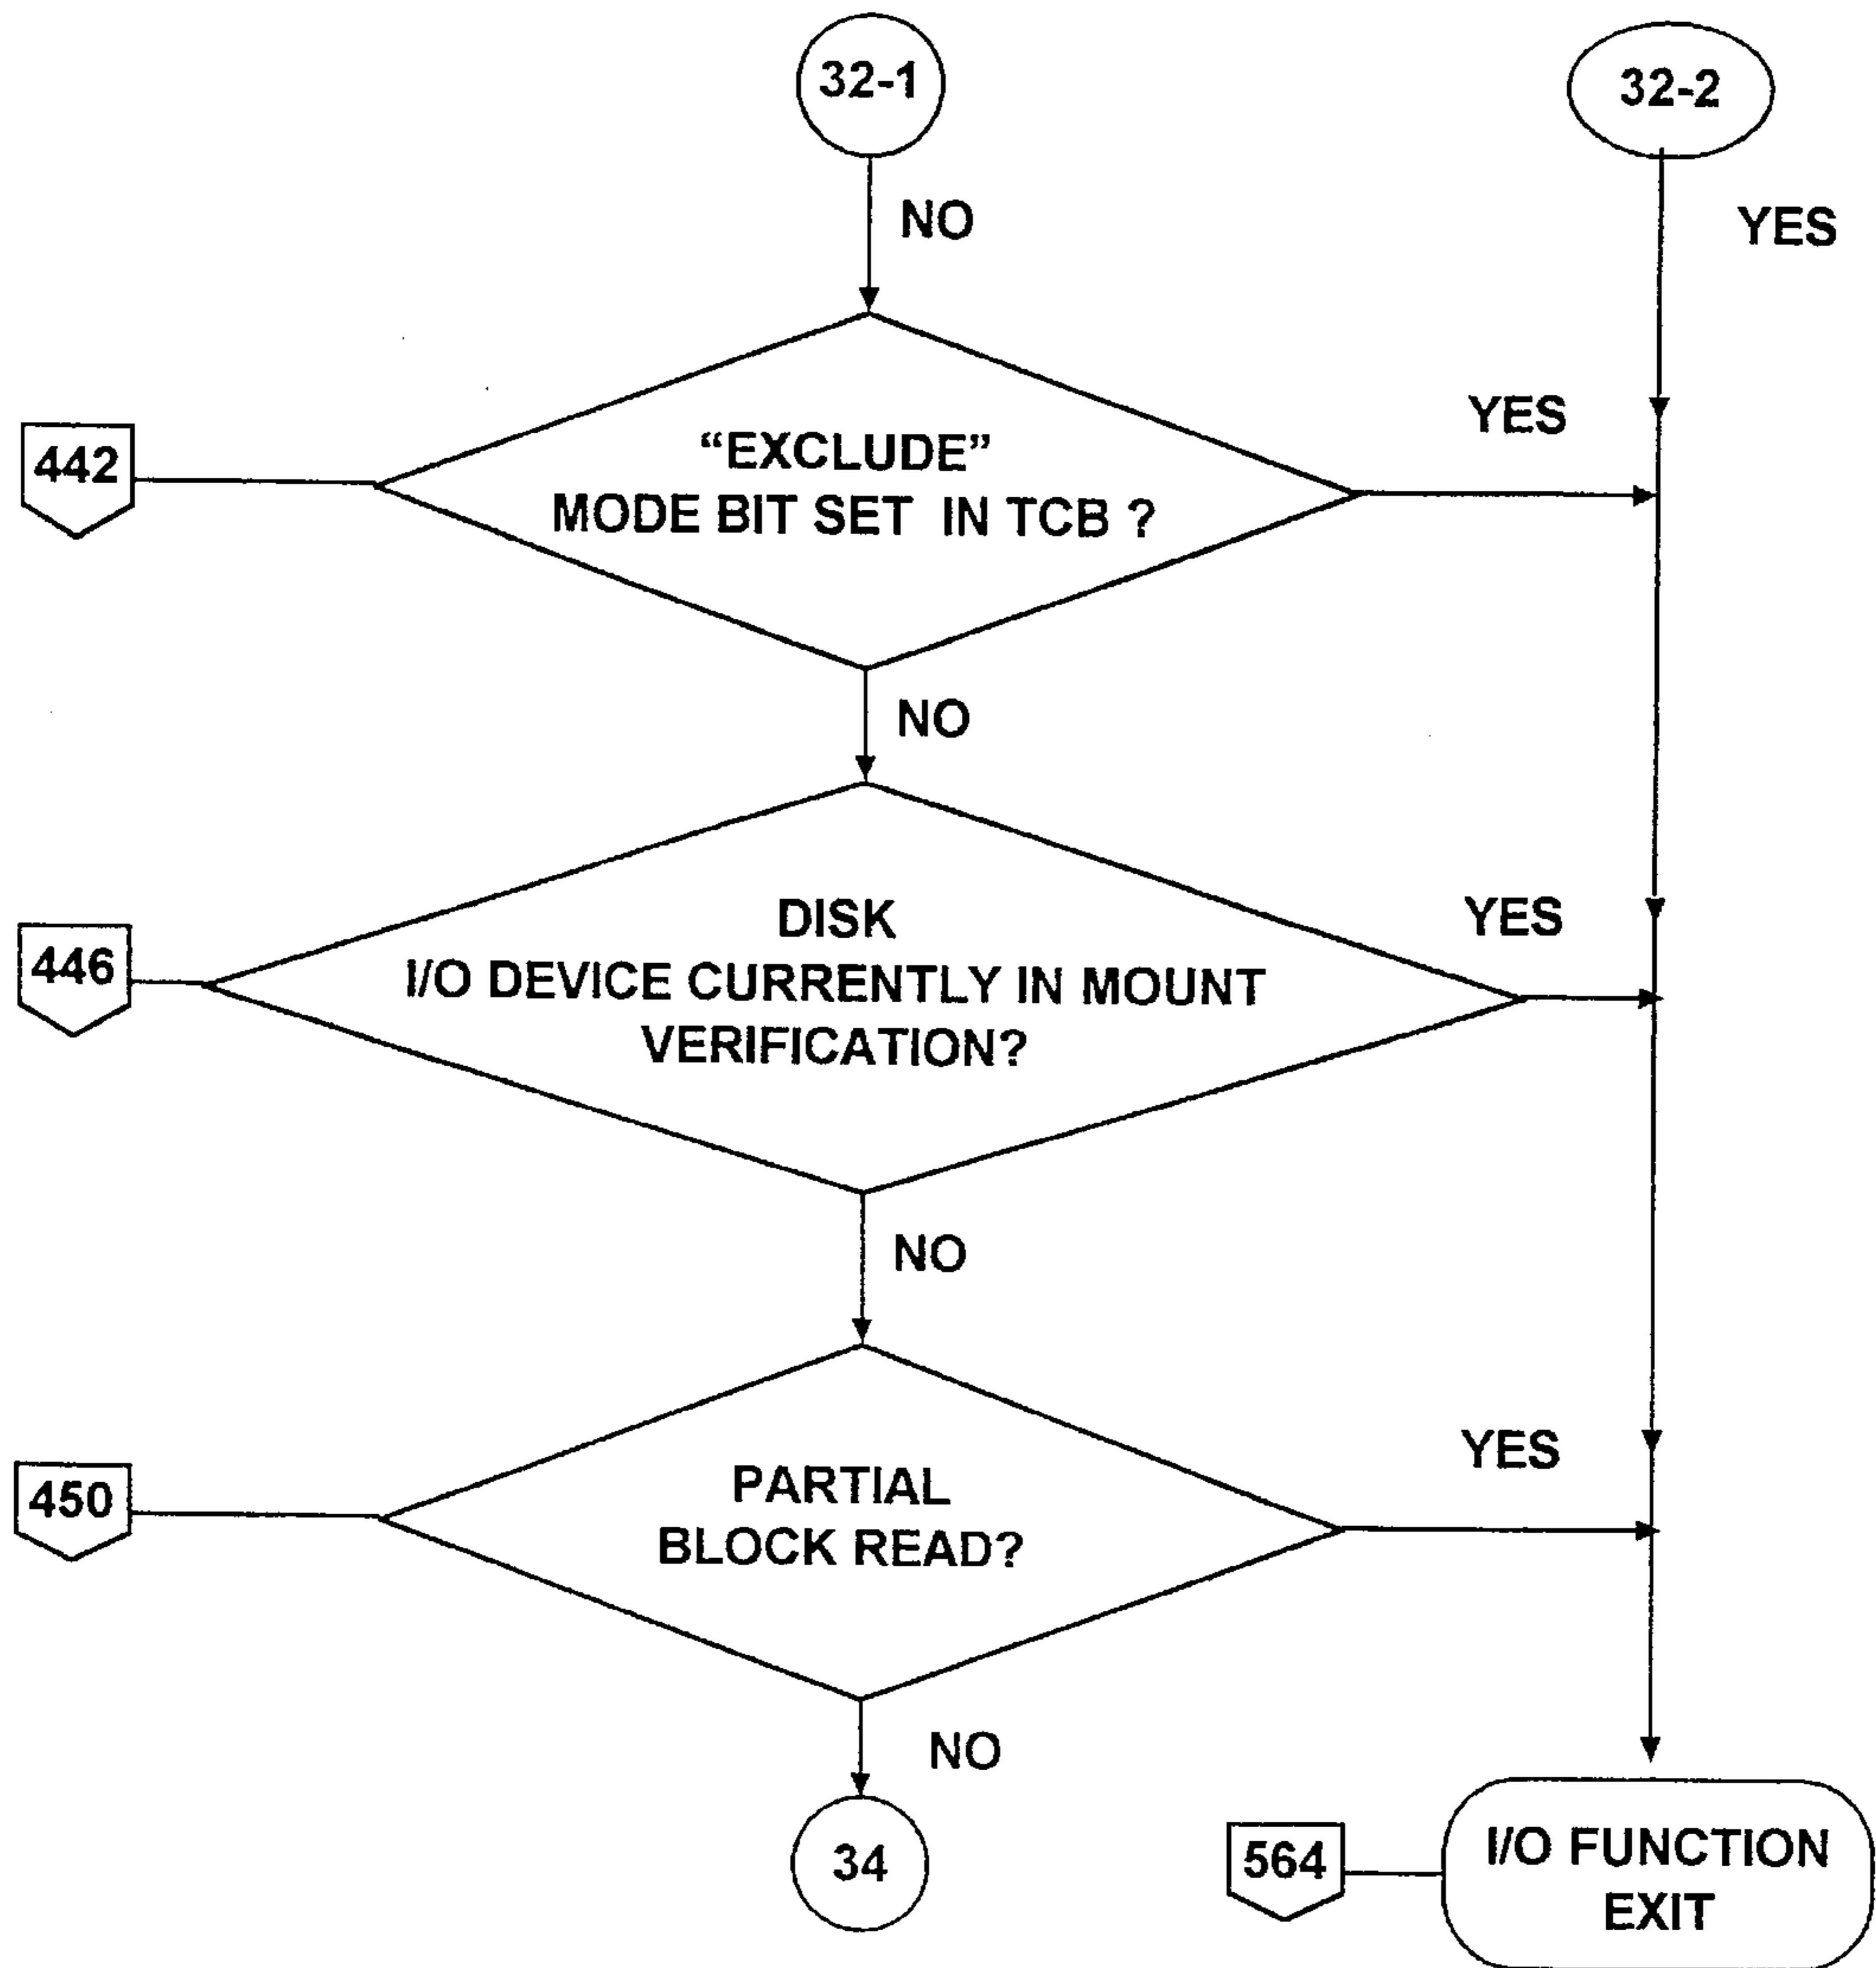 32-1
32-2
NO
YES
442
“EXCLUDE”
MODE BIT SET IN TCB ?
YES
NO
446
DISK
I/O DEVICE CURRENTLY IN MOUNT
VERIFICATION?
YES
NO
450
PARTIAL
BLOCK READ?
YES
NO
34
564
I/O FUNCTION
EXIT